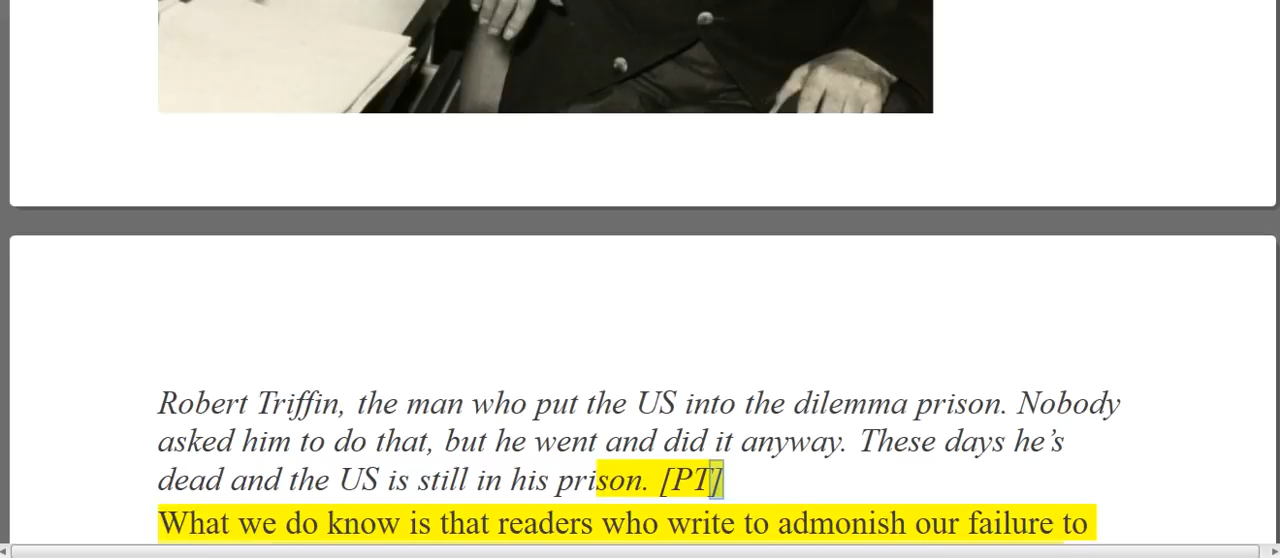 Robert Triffin, the man who put the US into the dilemma prison. Nobody
asked him to do that, but he went and did it anyway. These days he’s
dead and the US is still in his prison. [PT]
What we do know is that readers who write to admonish our failure to